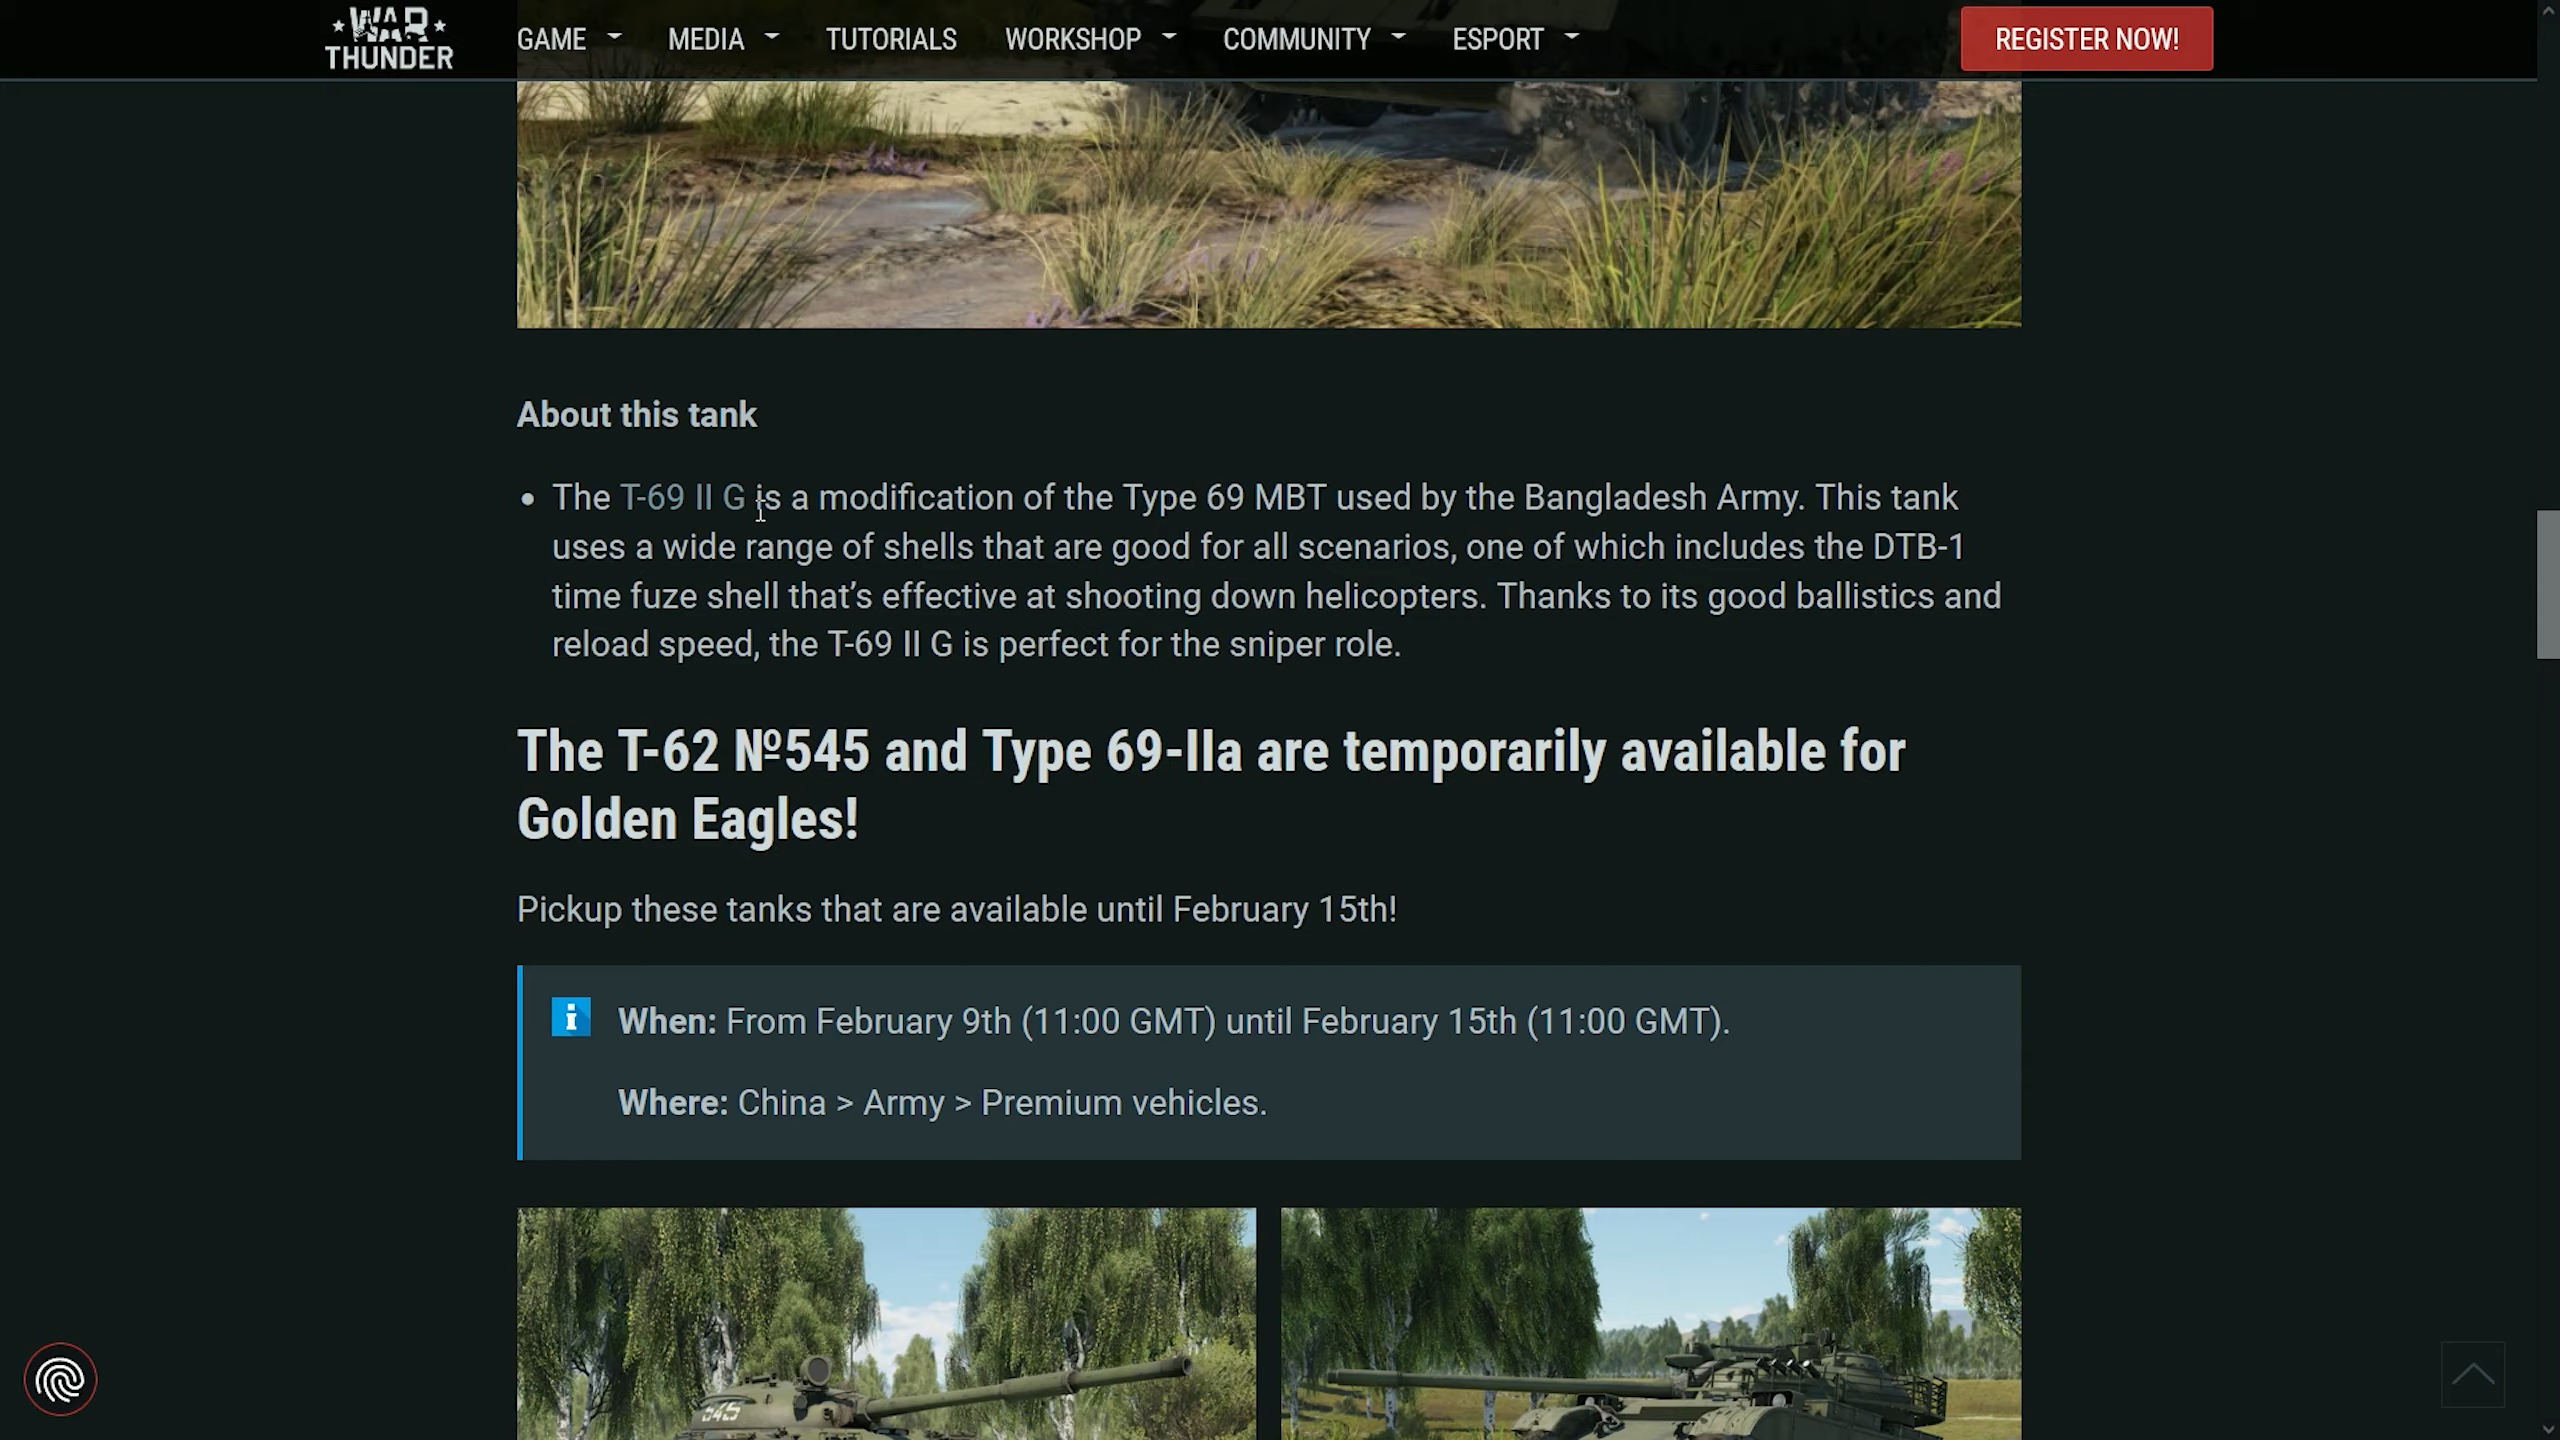 WAR THUNDER
GAME MEDIA TUTORIALS WORKSHOP COMMUNITY ESPORT REGISTER NOW!
About this tank
• The T-69 II G is a modification of the Type 69 MBT used by the Bangladesh Army. This tank
uses a wide range of shells that are good for all scenarios, one of which includes the DTB-1
time fuze shell that’s effective at shooting down helicopters. Thanks to its good ballistics and
reload speed, the T-69 II G is perfect for the sniper role.
The T-62 №545 and Type 69-IIa are temporarily available for
Golden Eagles!
Pickup these tanks that are available until February 15th!
When: From February 9th (11:00 GMT) until February 15th (11:00 GMT).
Where: China > Army > Premium vehicles.
545